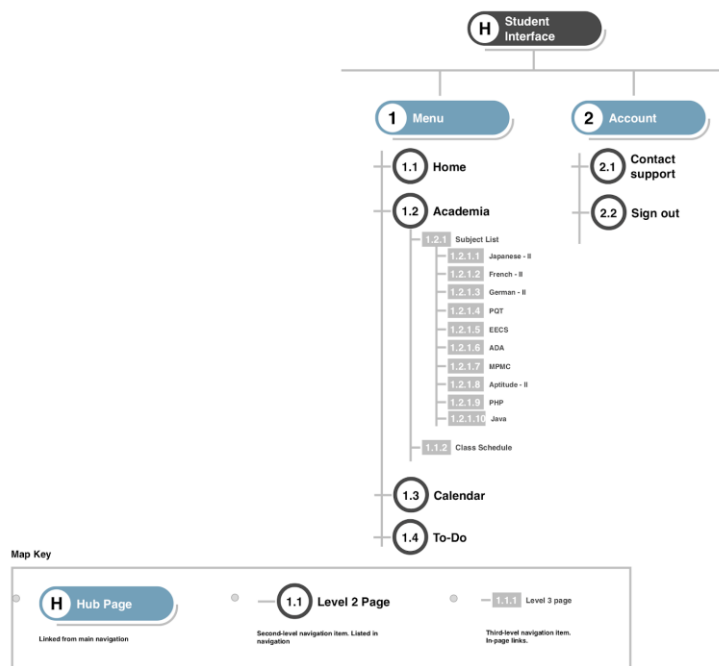 H Student
Interface
1 Menu
2 Account
1.1 Home
2.1 Contact
support
1.2 Academia
2.2 Sign out
1.2.1 Subject List
1.2.1.1 Japanese - II
1.2.1.2 French - II
1.2.1.3 German - II
1.2.1.4 PQT
1.2.1.5 EECS
1.2.1.6 ADA
1.2.1.7 MPMC
1.2.1.8 Aptitude - II
1.2.1.9 PHP
1.2.1.10 Java
1.1.2 Class Schedule
1.3 Calendar
1.4 To-Do
Map Key
H Hub Page
1.1 Level 2 Page
1.1.1 Level 3 page
Linked from main navigation
Second-level navigation item. Listed in
navigation
Third-level navigation item.
In-page links.